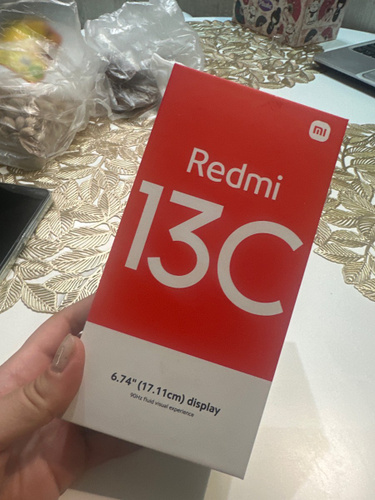 mi
Redmi
13C
6.74" (17.11cm) display
90Hz fluid visual experience